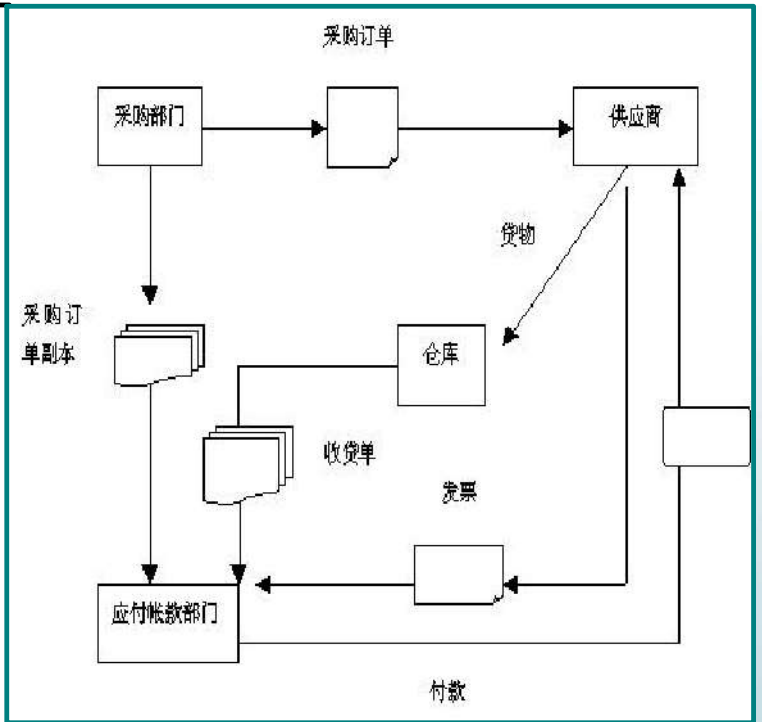 采购订单
采购部门
供应商
货物
采购订
单副本
仓库
收货单
发票
应付帐款部门
付款